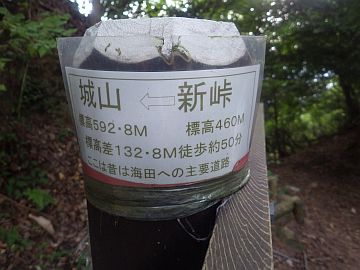 城山 ⇦ 新峠
標高592・8M 標高460M
標高差132・8M徒歩約50分
ここは昔は海田への主要道路